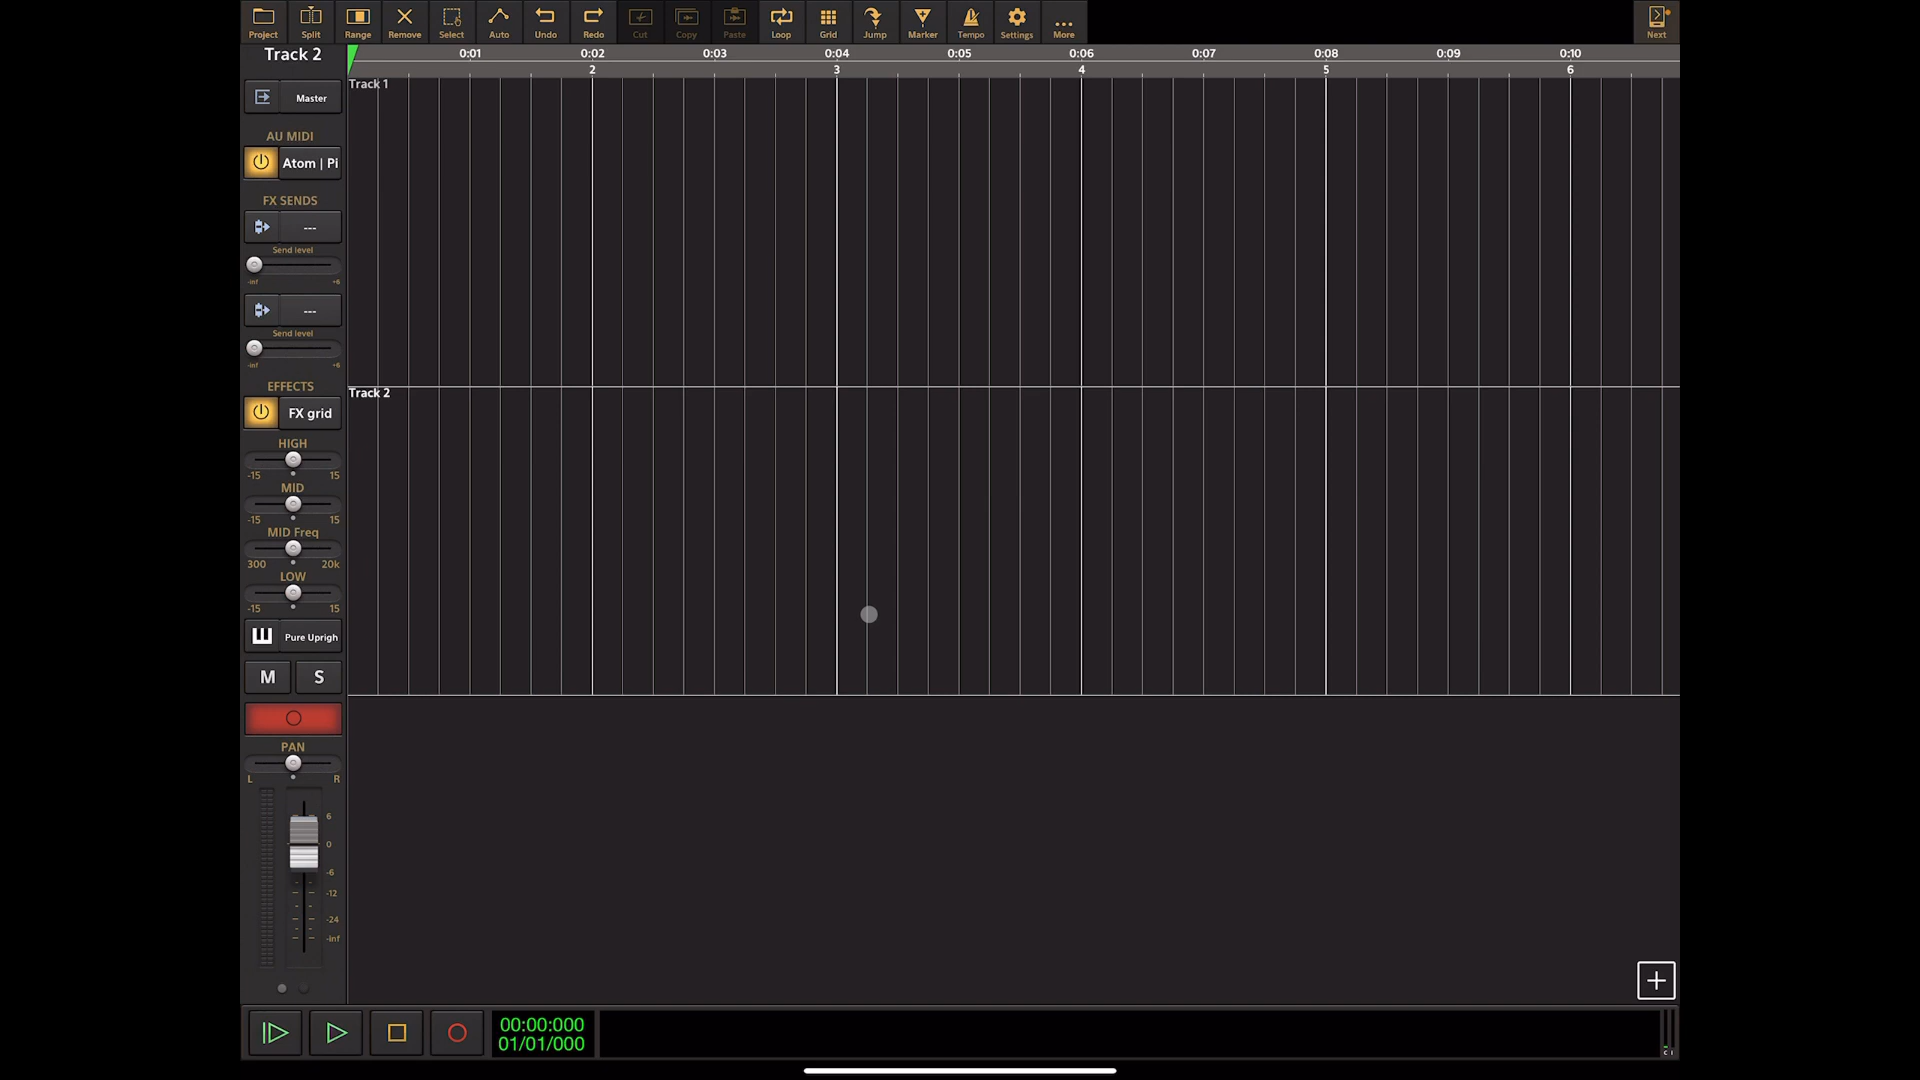 Project Split Range Remove Select Auto Undo Redo Cut Copy Paste Loop Grid Jump Marker Tempo Settings More Next
Track 2
0:01 0:02 0:03 0:04 0:05 0:06 0:07 0:08 0:09 0:10
2 3 4 5 6
Track 1
Master
AU MIDI
Atom | Pi
FX SENDS
---
Send level
-inf +6
---
Send level
-inf +6
EFFECTS
Track 2
FX grid
HIGH
-15 15
MID
-15 15
MID Freq
300 20k
LOW
-15 15
Pure Uprigh
M S
PAN
L R
6
0
-6
-12
-24
-inf
00:00:000
01/01/000